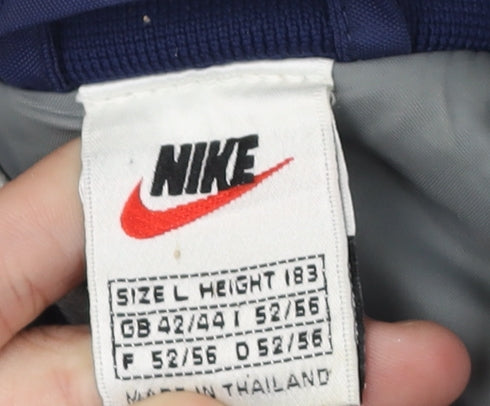 NIKE
SIZE L HEIGHT 183
GB 42/44 I 52/56
F 52/56 D 52/56
MADE IN THAILAND